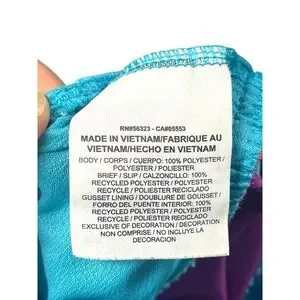 RN#56323 - CA#05553
MADE IN VIETNAM/FABRIQUE AU
VIETNAM/HECHO EN VIETNAM
BODY / CORPS / CUERPO: 100% POLYESTER /
POLYESTER / POLIESTER
BRIEF / SLIP / CALZONCILLO: 100%
RECYCLED POLYESTER / POLYESTER
RECYCLÉ / POLIESTER RECICLADO
GUSSET LINING / DOUBLURE DE GOUSSET /
FORRO DEL PUENTE INTERIOR: 100%
RECYCLED POLYESTER / POLYESTER
RECYCLÉ / POLIESTER RECICLADO
EXCLUSIVE OF DECORATION / DECORATION
NON COMPRISE / NO INCLUYE LA
DECORACION